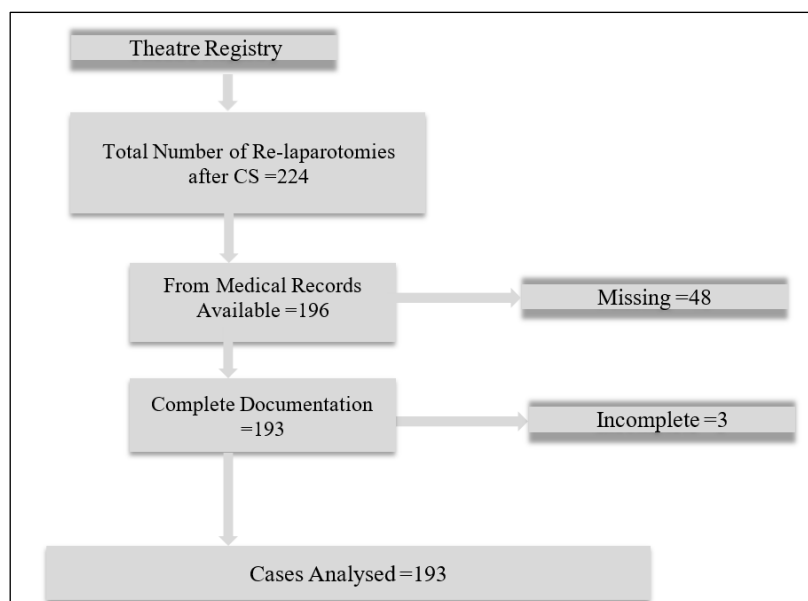 Theatre Registry
Total Number of Re-laparotomies
after CS =224
From Medical Records
Available =196
Missing =48
Complete Documentation
=193
Incomplete =3
Cases Analysed =193